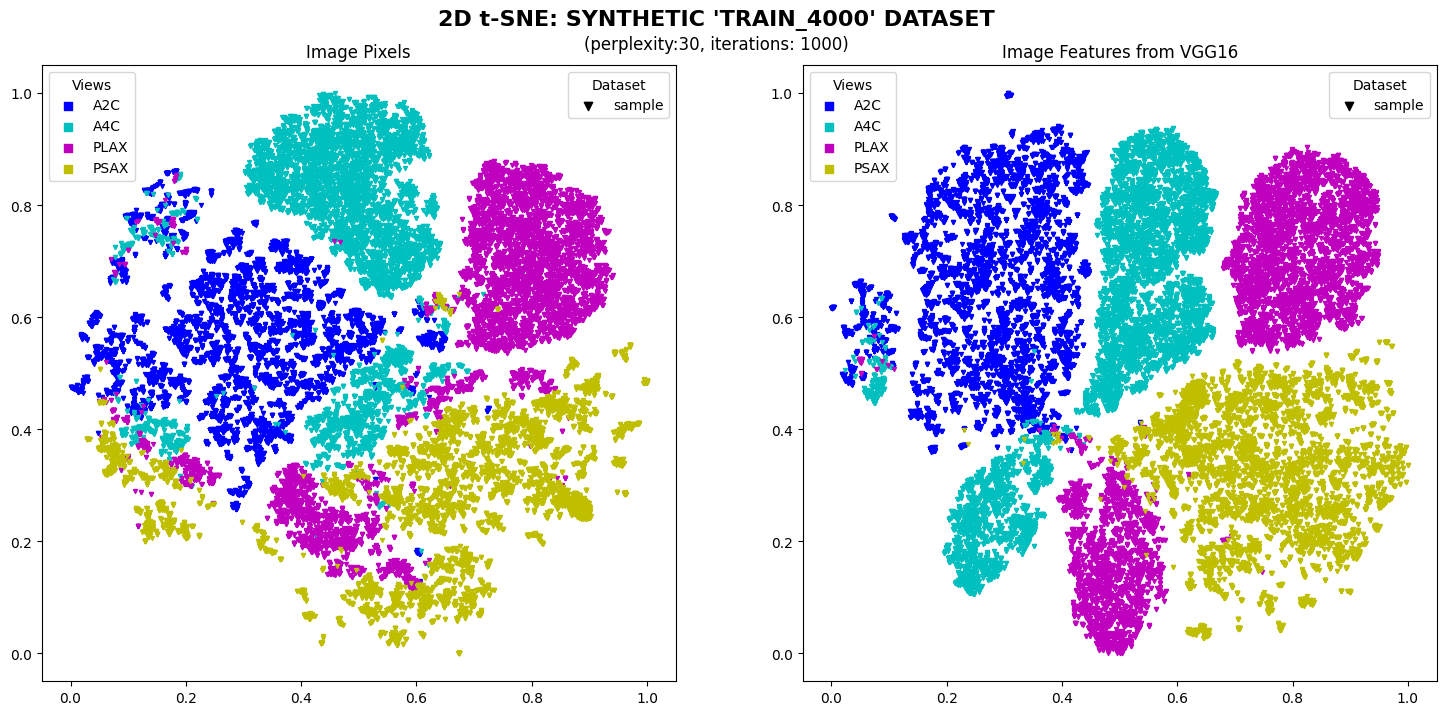 2D t-SNE: SYNTHETIC 'TRAIN_4000' DATASET
(perplexity:30, iterations: 1000)
Image Pixels
Views
A2C
A4C
PLAX
PSAX
Dataset
sample
1.0
0.8
0.6
0.4
0.2
0.0
0.0 0.2 0.4 0.6 0.8 1.0
Image Features from VGG16
Views
A2C
A4C
PLAX
PSAX
Dataset
sample
1.0
0.8
0.6
0.4
0.2
0.0
0.0 0.2 0.4 0.6 0.8 1.0